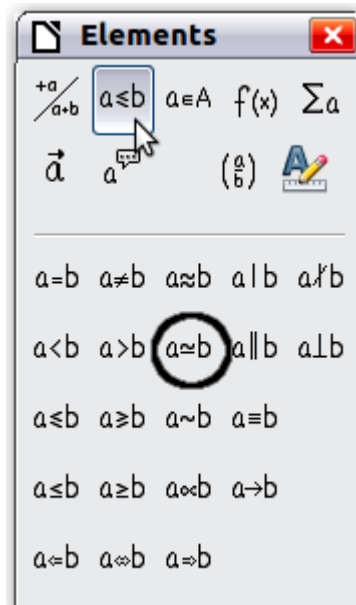 Elements
+a/a+b a≤b a∈A f(x) Σa
a⃗ a (a/b) A
a=b a≠b a≈b a∣b a∤b
a<b a>b a≃b a∥b a⊥b
a⩽b a⩾b a~b a≡b
a≤b a≥b a∝b a→b
a⇐b a⇔b a⇒b